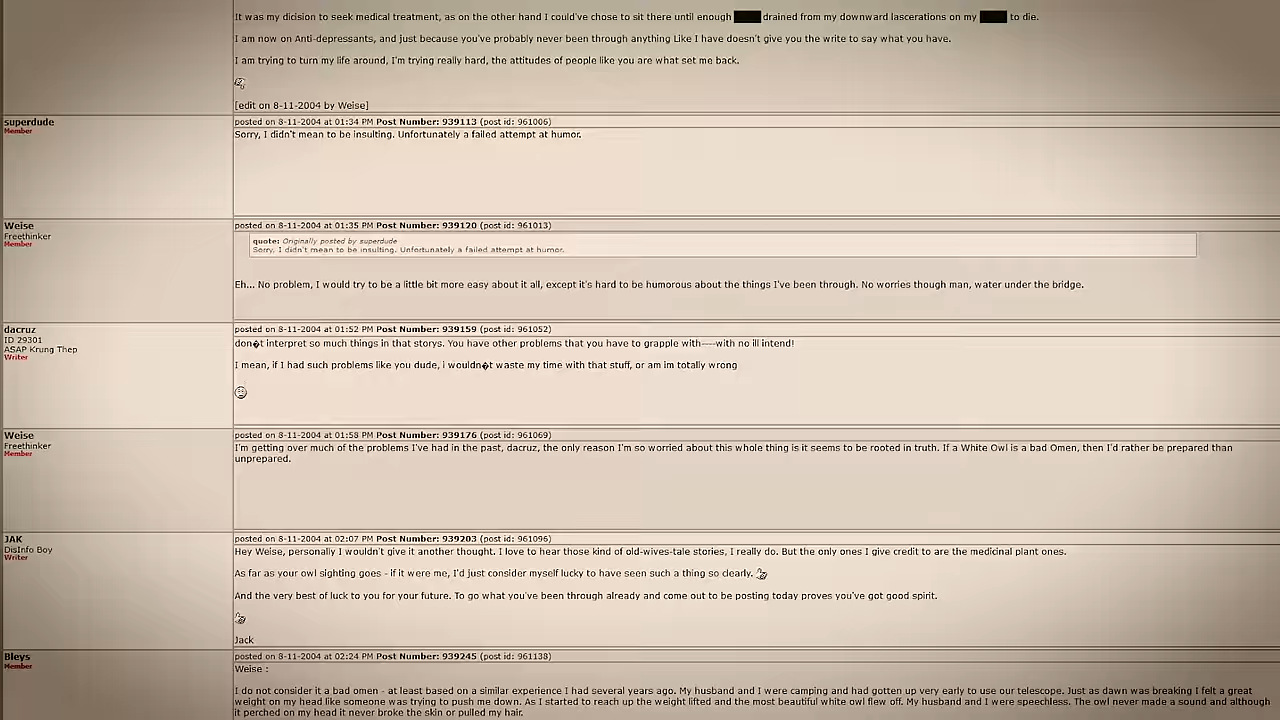 It was my dicision to seek medical treatment, as on the other hand I could've chose to sit there until enough drained from my downward lascerations on my to die.
I am now on Anti-depressants, and just because you've probably never been through anything Like I have doesn't give you the write to say what you have.
I am trying to turn my life around, I'm trying really hard, the attitudes of people like you are what set me back.
[edit on 8-11-2004 by Weise]
superdude
Member
posted on 8-11-2004 at 01:34 PM Post Number: 939113 (post id: 961006)
Sorry, I didn't mean to be insulting. Unfortunately a failed attempt at humor.
Weise
Freethinker
Member
posted on 8-11-2004 at 01:35 PM Post Number: 939120 (post id: 961013)
quote: Originally posted by superdude
Sorry, I didn't mean to be insulting. Unfortunately a failed attempt at humor.
Eh... No problem, I would try to be a little bit more easy about it all, except it's hard to be humorous about the things I've been through. No worries though man, water under the bridge.
dacruz
ID 29301
ASAP Krung Thep
Writer
posted on 8-11-2004 at 01:52 PM Post Number: 939159 (post id: 961052)
don�t interpret so much things in that storys. You have other problems that you have to grapple with----with no ill intend!
I mean, if I had such problems like you dude, i wouldn�t waste my time with that stuff, or am im totally wrong
Weise
Freethinker
Member
posted on 8-11-2004 at 01:58 PM Post Number: 939176 (post id: 961069)
I'm getting over much of the problems I've had in the past, dacruz, the only reason I'm so worried about this whole thing is it seems to be rooted in truth. If a White Owl is a bad Omen, then I'd rather be prepared than
unprepared.
JAK
DisInfo Boy
Writer
posted on 8-11-2004 at 02:07 PM Post Number: 939203 (post id: 961096)
Hey Weise, personally I wouldn't give it another thought. I love to hear those kind of old-wives-tale stories, I really do. But the only ones I give credit to are the medicinal plant ones.
As far as your owl sighting goes - if it were me, I'd just consider myself lucky to have seen such a thing so clearly.
And the very best of luck to you for your future. To go what you've been through already and come out to be posting today proves you've got good spirit.
Jack
Bleys
Member
posted on 8-11-2004 at 02:24 PM Post Number: 939245 (post id: 961138)
Weise :
I do not consider it a bad omen - at least based on a similar experience I had several years ago. My husband and I were camping and had gotten up very early to use our telescope. Just as dawn was breaking I felt a great
weight on my head like someone was trying to push me down. As I started to reach up the weight lifted and the most beautiful white owl flew off. My husband and I were speechless. The owl never made a sound and although
it perched on my head it never broke the skin or pulled my hair.